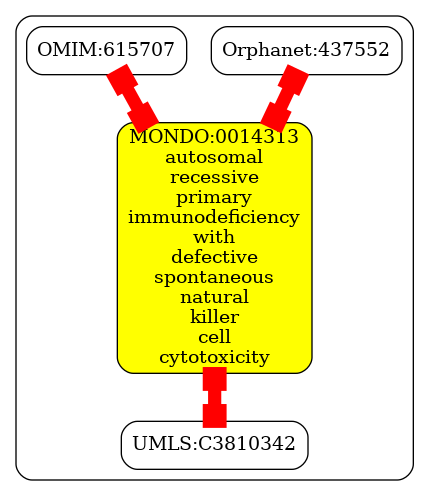 OMIM:615707
Orphanet:437552
MONDO:0014313
autosomal
recessive
primary
immunodeficiency
with
defective
spontaneous
natural
killer
cell
cytotoxicity
UMLS:C3810342